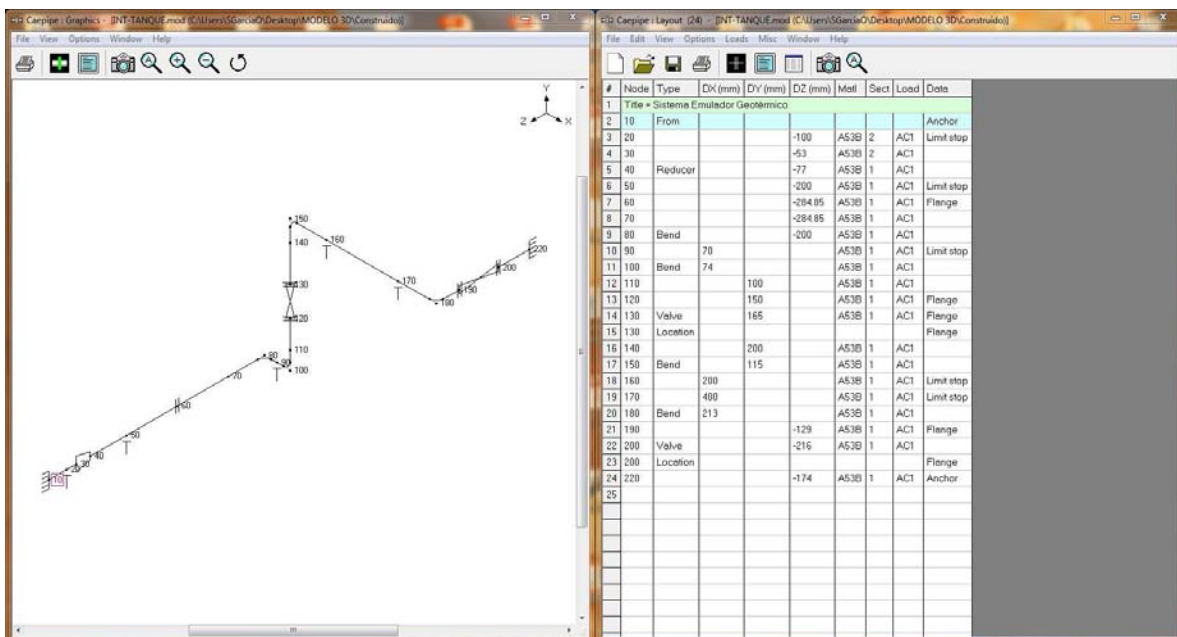 Caepipe : Graphics - [INT-TANQUE.mod (C:\Users\SGarciaO\Desktop\MODELO 3D\Construido)]
File View Options Window Help
Y
Z X
150
160
140
220
200
170
130
190
180
120
110
80
90
100
70
60
50
40
30
20
10
Caepipe : Layout (24) - [INT-TANQUE.mod (C:\Users\SGarciaO\Desktop\MODELO 3D\Construido)]
File Edit View Options Loads Misc Window Help
# Node Type DX (mm) DY (mm) DZ (mm) Matl Sect Load Data
1 Title = Sistema Emulador Geotérmico
2 10 From Anchor
3 20 -100 A53B 2 AC1 Limit stop
4 30 -53 A53B 2 AC1
5 40 Reducer -77 A53B 1 AC1
6 50 -200 A53B 1 AC1 Limit stop
7 60 -284.85 A53B 1 AC1 Flange
8 70 -284.85 A53B 1 AC1
9 80 Bend -200 A53B 1 AC1
10 90 70 A53B 1 AC1 Limit stop
11 100 Bend 74 A53B 1 AC1
12 110 100 A53B 1 AC1
13 120 150 A53B 1 AC1 Flange
14 130 Valve 165 A53B 1 AC1 Flange
15 130 Location Flange
16 140 200 A53B 1 AC1
17 150 Bend 115 A53B 1 AC1
18 160 200 A53B 1 AC1 Limit stop
19 170 400 A53B 1 AC1 Limit stop
20 180 Bend 213 A53B 1 AC1
21 190 -129 A53B 1 AC1 Flange
22 200 Valve -216 A53B 1 AC1
23 200 Location Flange
24 220 -174 A53B 1 AC1 Anchor
25